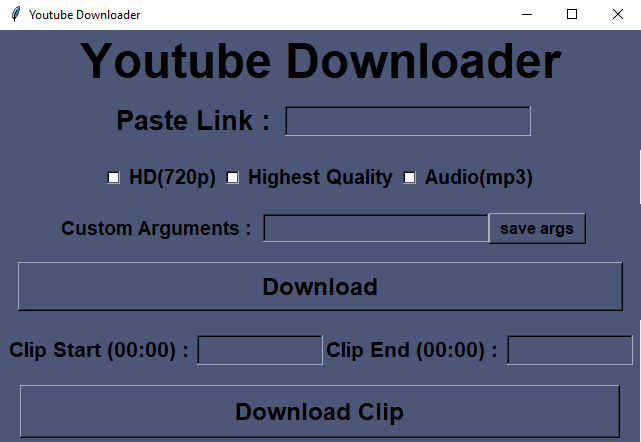 Youtube Downloader
Youtube Downloader
Paste Link :
HD(720p) Highest Quality Audio(mp3)
Custom Arguments : save args
Download
Clip Start (00:00) : Clip End (00:00) :
Download Clip